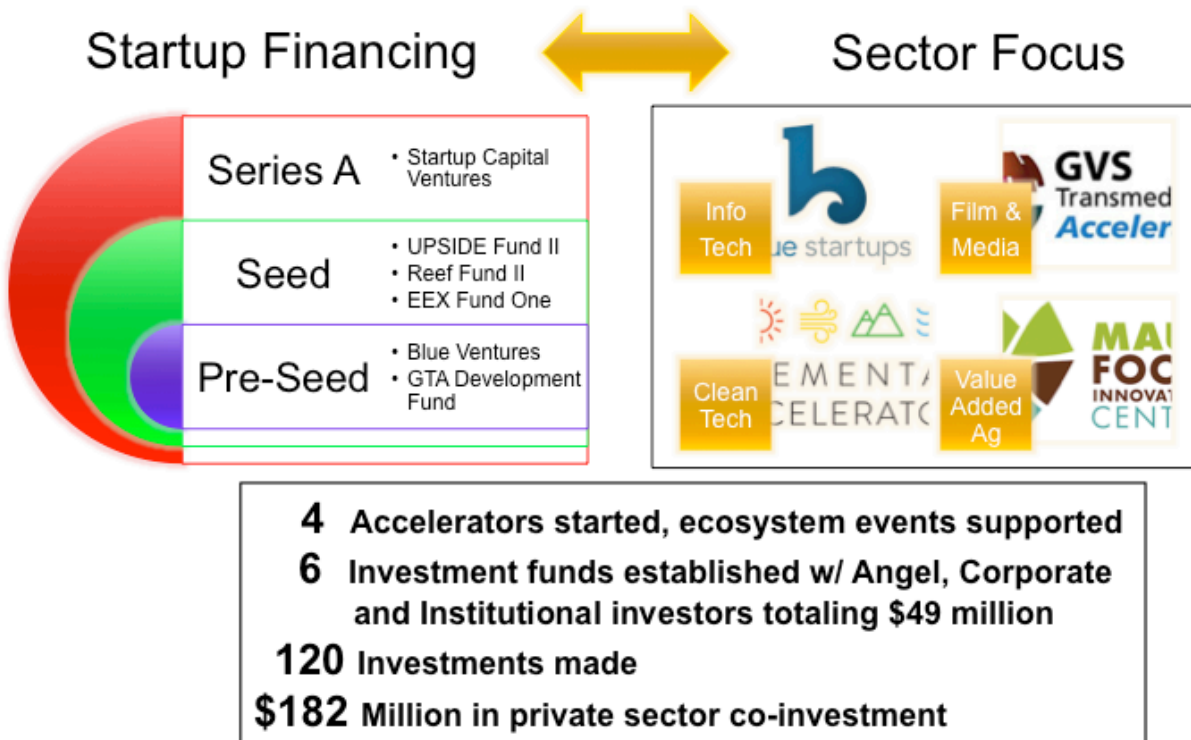 Startup Financing
Sector Focus
Series A
• Startup Capital
Ventures
Seed
• UPSIDE Fund II
• Reef Fund II
• EEX Fund One
Pre-Seed
• Blue Ventures
• GTA Development
Fund
Info
Tech
ue startups
Film &
Media
GVS
Transmed
Acceler
Clean
Tech
EMENTA
CELERATO
Value
Added
Ag
MAU
FOO
INNOVAT
CENT
4 Accelerators started, ecosystem events supported
6 Investment funds established w/ Angel, Corporate
and Institutional investors totaling $49 million
120 Investments made
$182 Million in private sector co-investment